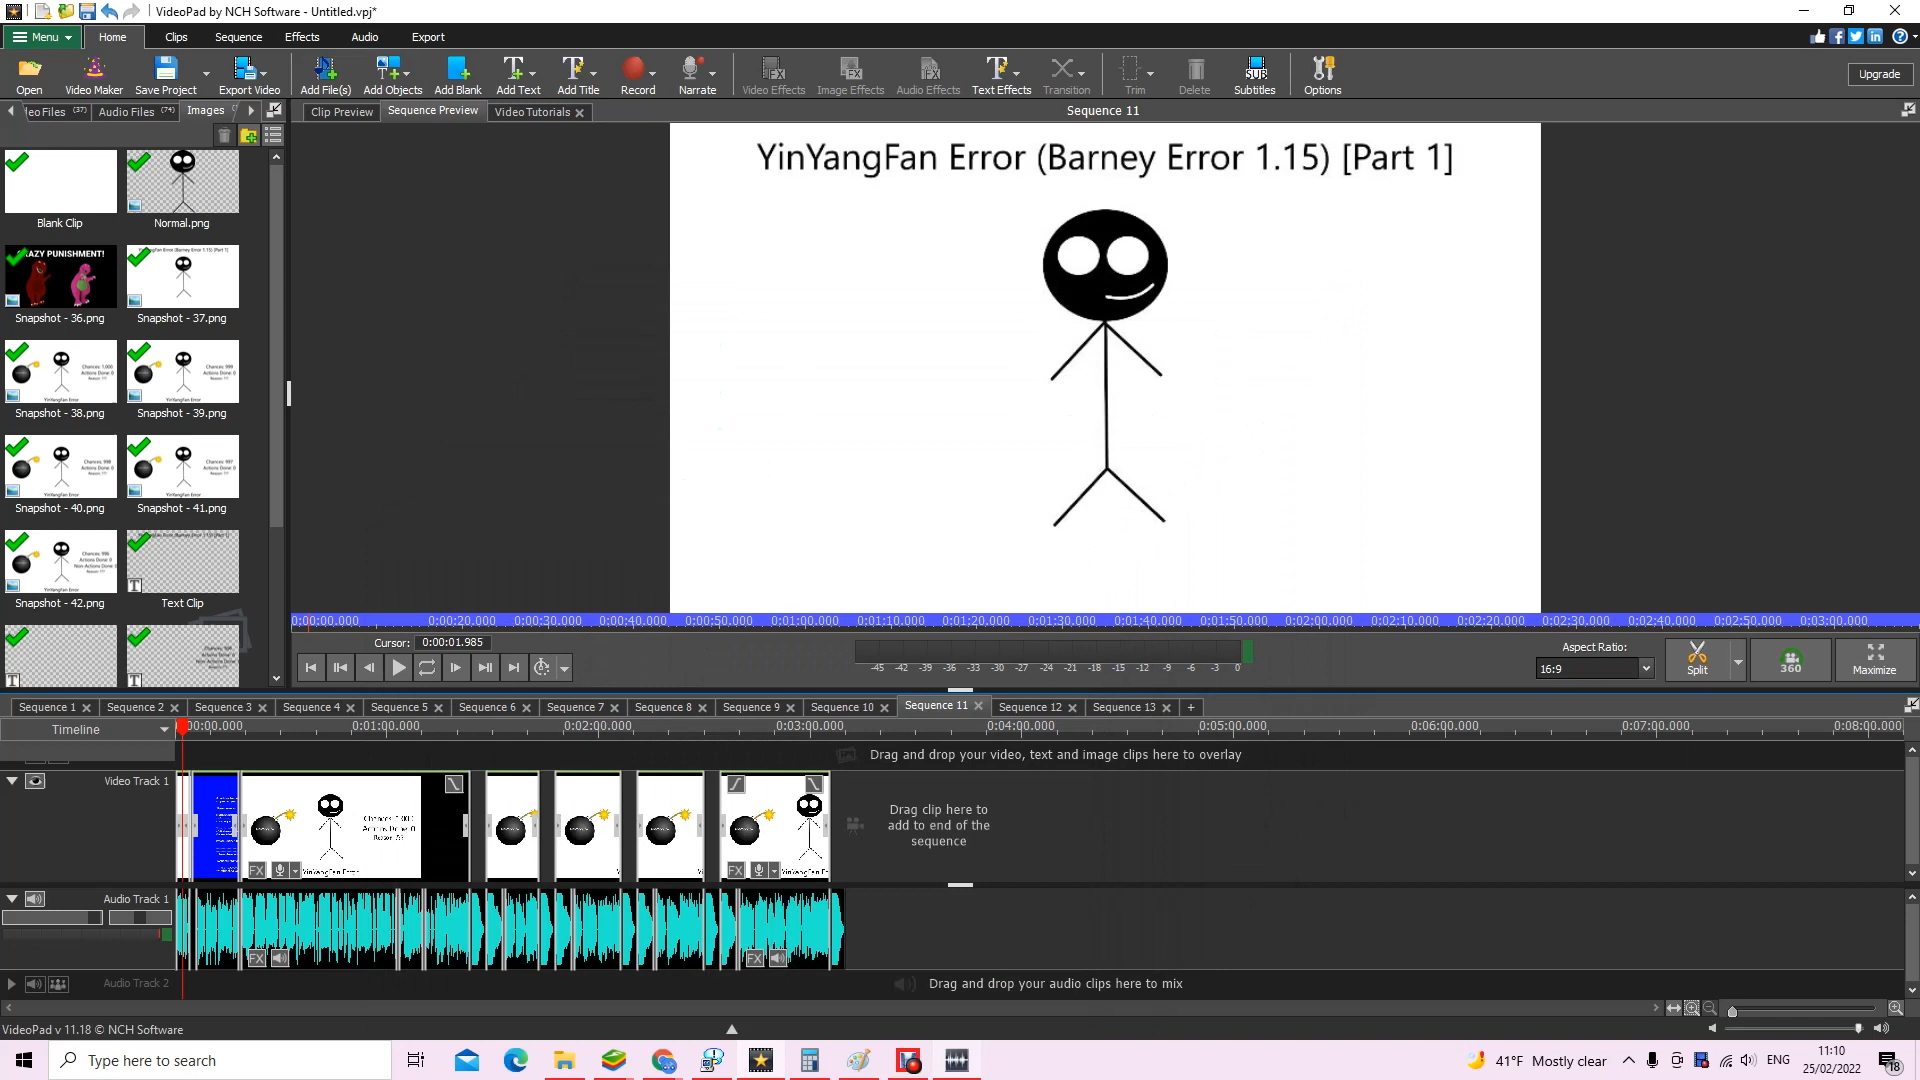 VideoPad by NCH Software - Untitled.vpj*
Menu Home Clips Sequence Effects Audio Export
Open Video Maker Save Project Export Video Add File(s) Add Objects Add Blank Add Text Add Title Record Narrate Video Effects Image Effects Audio Effects Text Effects Transition Trim Delete Subtitles Options Upgrade
eo Files (37) Audio Files (74) Images
Clip Preview Sequence Preview Video Tutorials Sequence 11
YinYangFan Error (Barney Error 1.15) [Part 1]
Blank Clip Normal.png
RAZY PUNISHMENT!
Snapshot - 36.png Snapshot - 37.png
Snapshot - 38.png Snapshot - 39.png
Snapshot - 40.png Snapshot - 41.png
Snapshot - 42.png Text Clip
0:00:00.000 0:00:20.000 0:00:30.000 0:00:40.000 0:00:50.000 0:01:00.000 0:01:10.000 0:01:20.000 0:01:30.000 0:01:40.000 0:01:50.000 0:02:00.000 0:02:10.000 0:02:20.000 0:02:30.000 0:02:40.000 0:02:50.000 0:03:00.000
Cursor: 0:00:01.985
-45 -42 -39 -36 -33 -30 -27 -24 -21 -18 -15 -12 -9 -6 -3 0
Aspect Ratio:
16:9
Split 360 Maximize
Sequence 1 Sequence 2 Sequence 3 Sequence 4 Sequence 5 Sequence 6 Sequence 7 Sequence 8 Sequence 9 Sequence 10 Sequence 11 Sequence 12 Sequence 13 +
Timeline 00:00.000 0:01:00.000 0:02:00.000 0:03:00.000 0:04:00.000 0:05:00.000 0:06:00.000 0:07:00.000 0:08:00.000
Drag and drop your video, text and image clips here to overlay
Video Track 1
Chances: 1,000
Actions Done: 0
Reason: ???
YinYangFan Error
Drag clip here to
add to end of the
sequence
Audio Track 1
FX FX
Audio Track 2 Drag and drop your audio clips here to mix
VideoPad v 11.18 © NCH Software
Type here to search 41°F Mostly clear ENG 11:10
25/02/2022 18